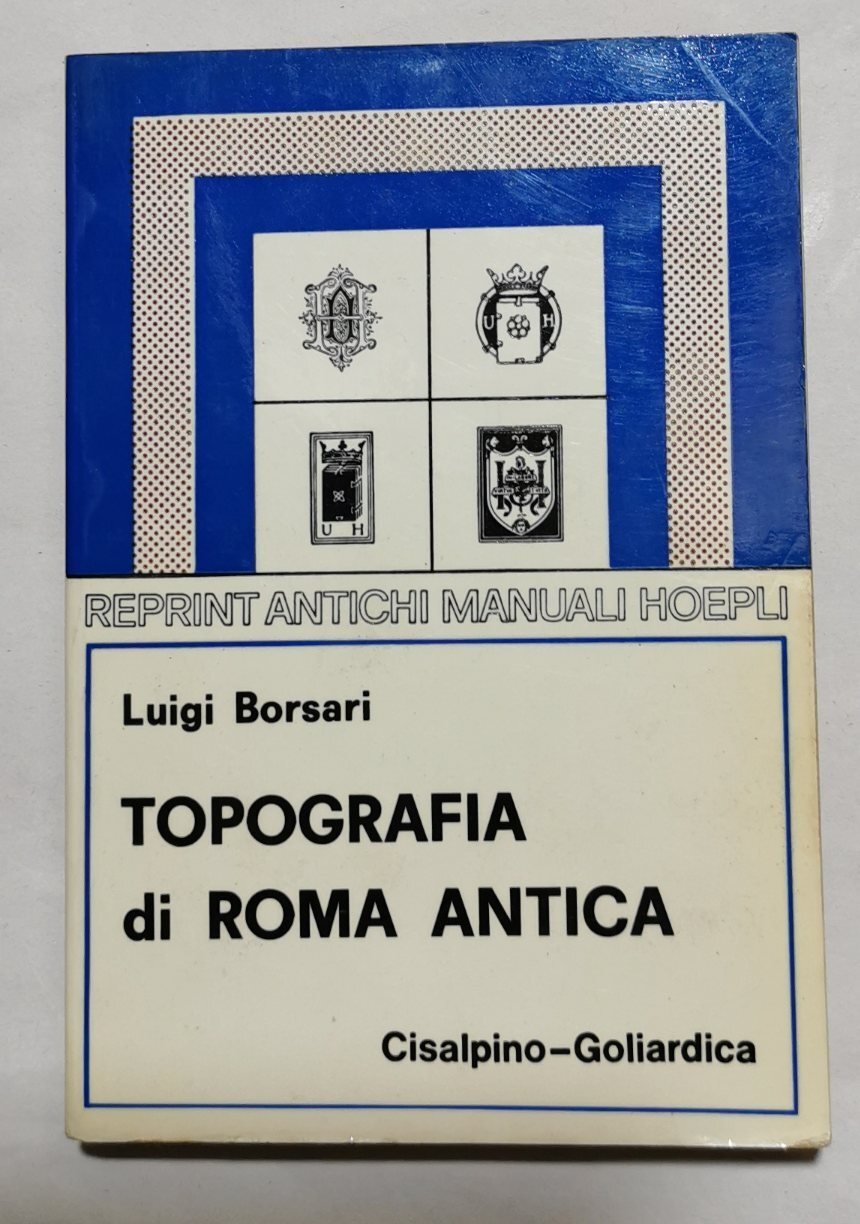 U H
U H
REPRINT ANTICHI MANUALI HOEPLI
Luigi Borsari
TOPOGRAFIA
di ROMA ANTICA
Cisalpino–Goliardica